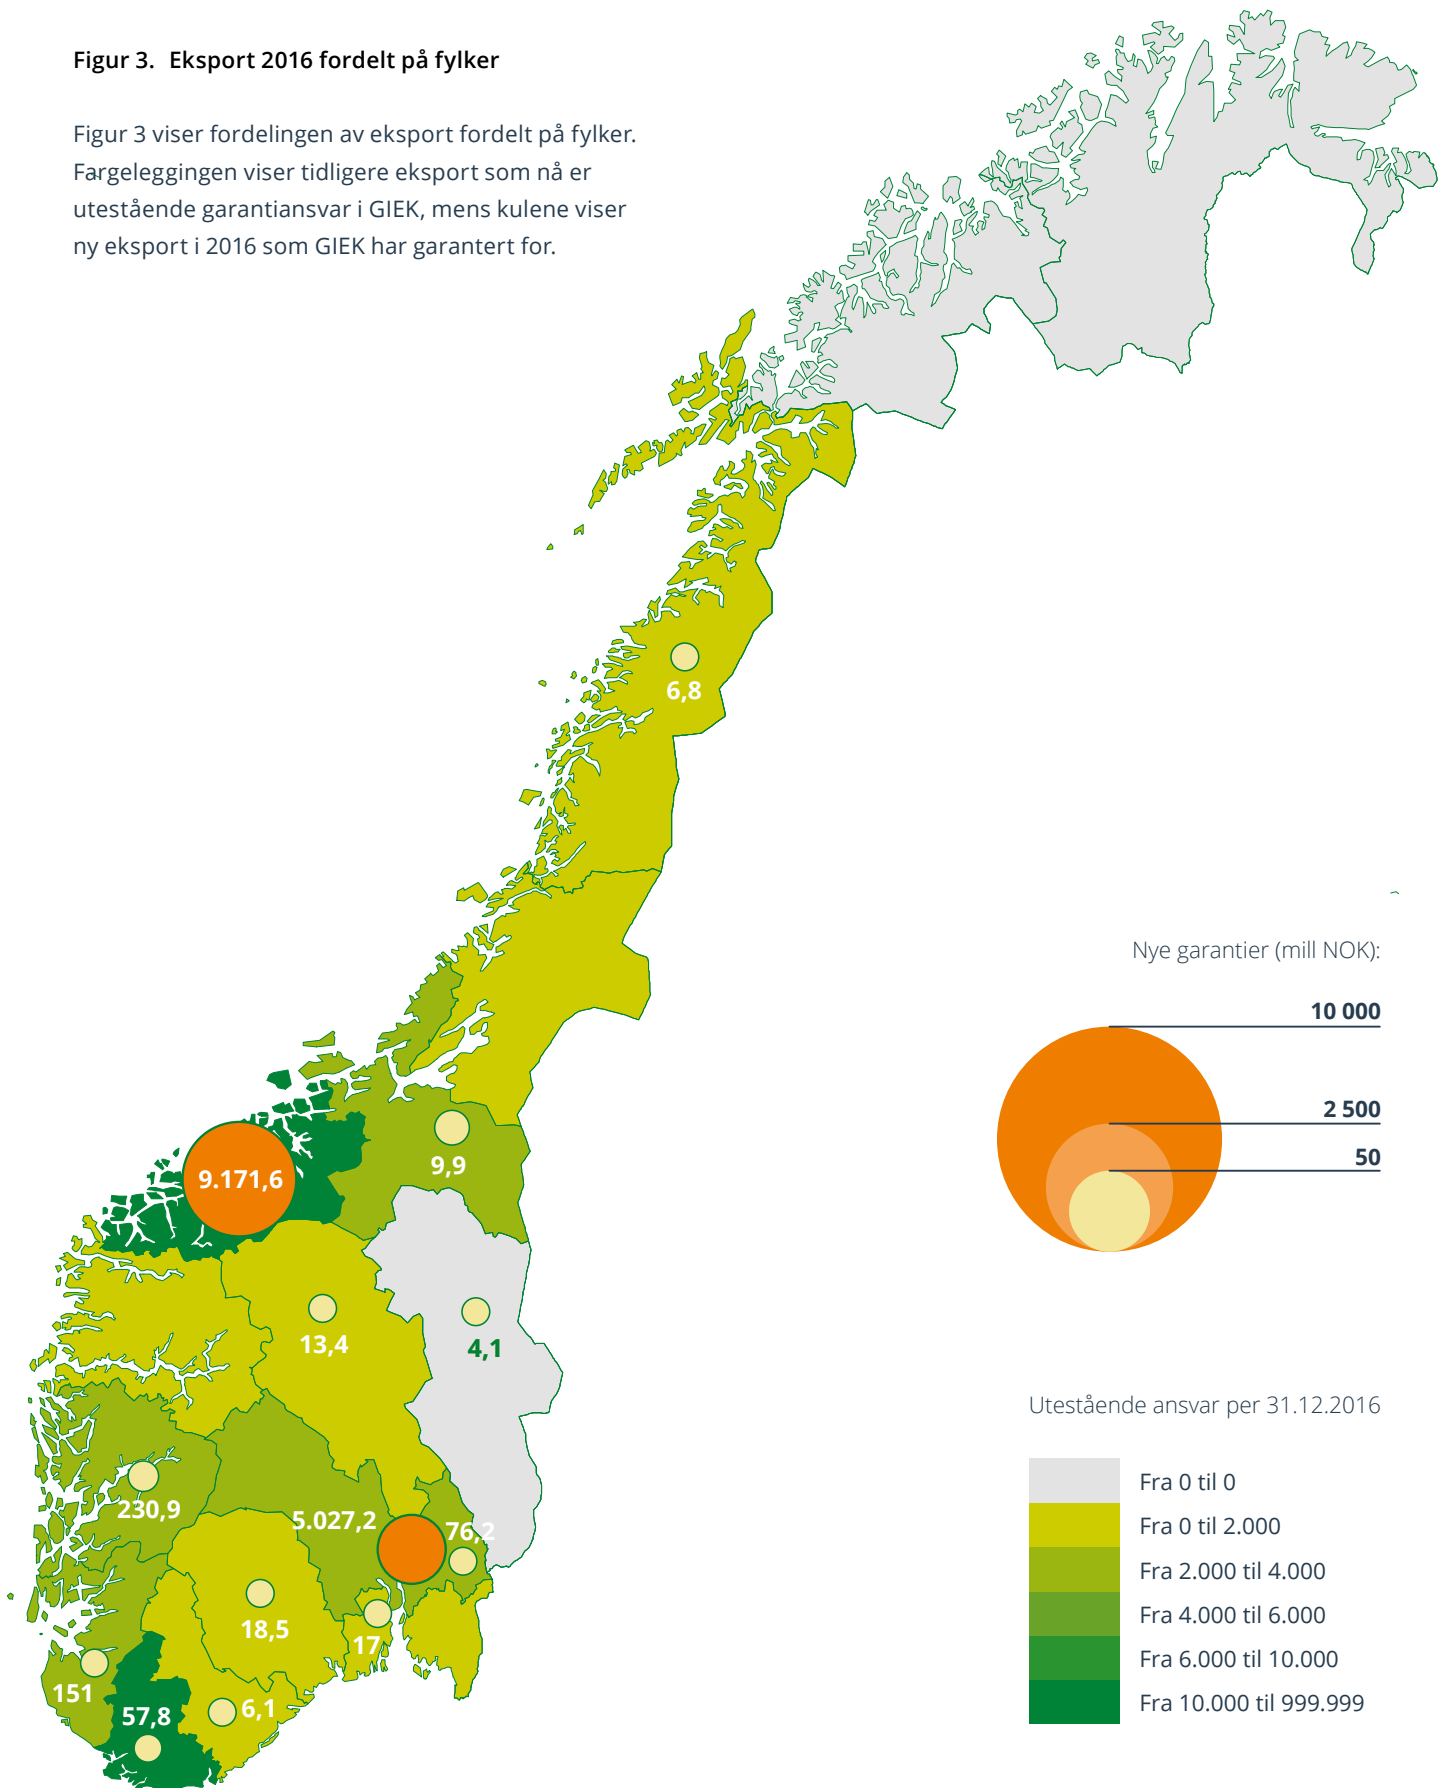 Figur 3. Eksport 2016 fordelt på fylker
Figur 3 viser fordelingen av eksport fordelt på fylker.
Fargeleggingen viser tidligere eksport som nå er
utestående garantiansvar i GIEK, mens kulene viser
ny eksport i 2016 som GIEK har garantert for.
6,8
Nye garantier (mill NOK):
10 000
2 500
50
9.171,6
9,9
13,4
4,1
230,9
5.027,2
76,2
18,5
17
151
57,8
6,1
Utestående ansvar per 31.12.2016
Fra 0 til 0
Fra 0 til 2.000
Fra 2.000 til 4.000
Fra 4.000 til 6.000
Fra 6.000 til 10.000
Fra 10.000 til 999.999